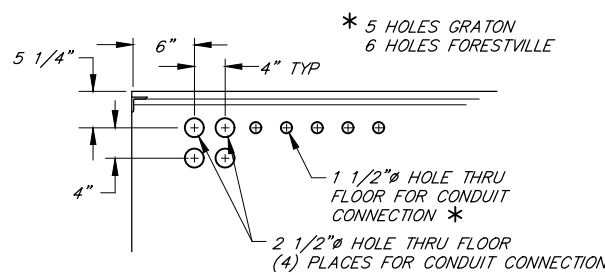 * 5 HOLES GRATON
6 HOLES FORESTVILLE
6"
5 1/4"
4" TYP
4"
1 1/2"ø HOLE THRU
FLOOR FOR CONDUIT
CONNECTION *
2 1/2"ø HOLE THRU FLOOR
(4) PLACES FOR CONDUIT CONNECTION